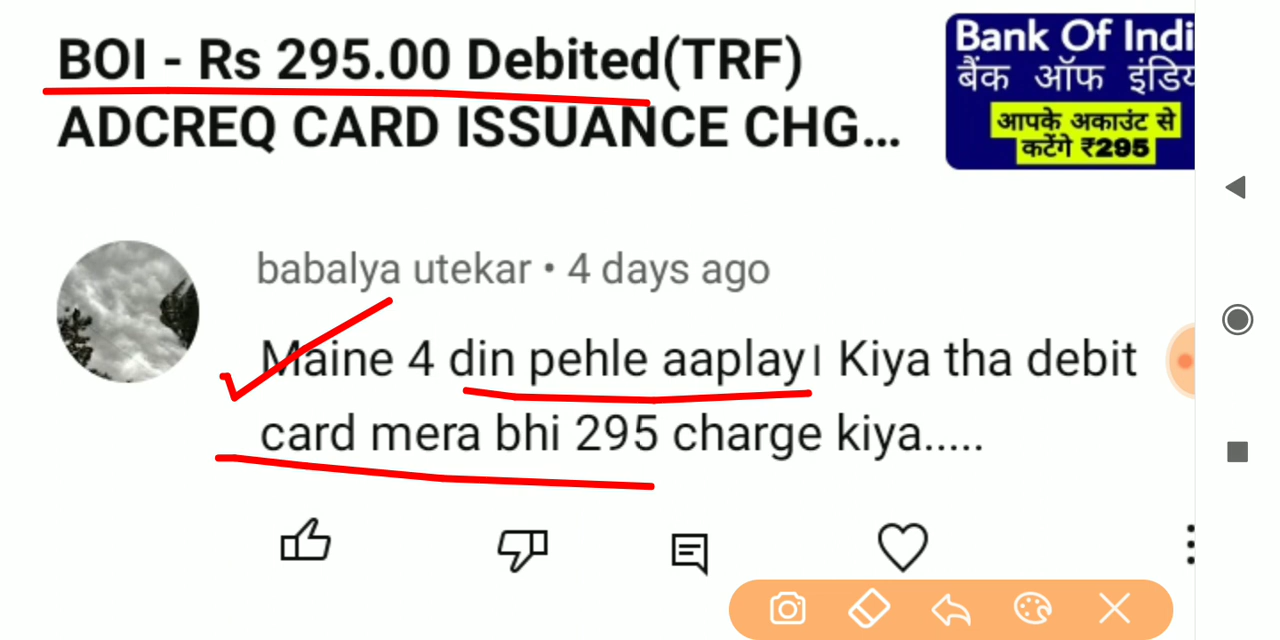 BOI - Rs 295.00 Debited(TRF)
ADCREQ CARD ISSUANCE CHG...
Bank Of Indi
बैंक ऑफ इंडिय
आपके अकाउंट से
कटेंगे ₹295
babalya utekar • 4 days ago
Maine 4 din pehle aaplay। Kiya tha debit
card mera bhi 295 charge kiya.....